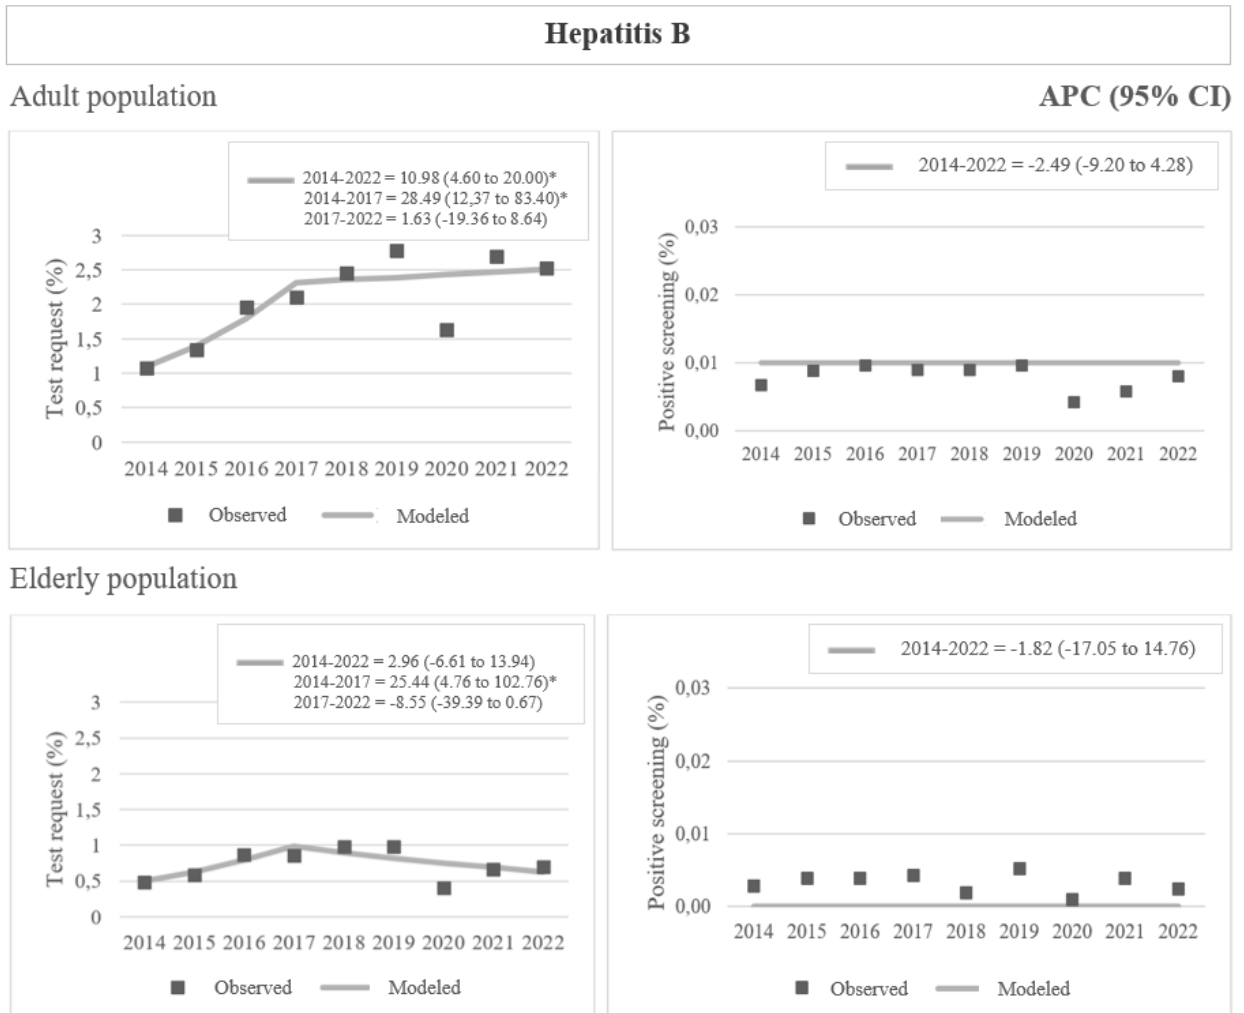 Hepatitis B
Adult population
APC (95% CI)
2014-2022 = 10.98 (4.60 to 20.00)*
2014-2017 = 28.49 (12,37 to 83.40)*
2017-2022 = 1.63 (-19.36 to 8.64)
Test request (%)
3
2,5
2
1,5
1
0,5
0
2014 2015 2016 2017 2018 2019 2020 2021 2022
Observed Modeled
2014-2022 = -2.49 (-9.20 to 4.28)
Positive screening (%)
0,03
0,02
0,01
0,00
2014 2015 2016 2017 2018 2019 2020 2021 2022
Observed Modeled
Elderly population
2014-2022 = 2.96 (-6.61 to 13.94)
2014-2017 = 25.44 (4.76 to 102.76)*
2017-2022 = -8.55 (-39.39 to 0.67)
Test request (%)
3
2,5
2
1,5
1
0,5
0
2014 2015 2016 2017 2018 2019 2020 2021 2022
Observed Modeled
2014-2022 = -1.82 (-17.05 to 14.76)
Positive screening (%)
0,03
0,02
0,01
0,00
2014 2015 2016 2017 2018 2019 2020 2021 2022
Observed Modeled